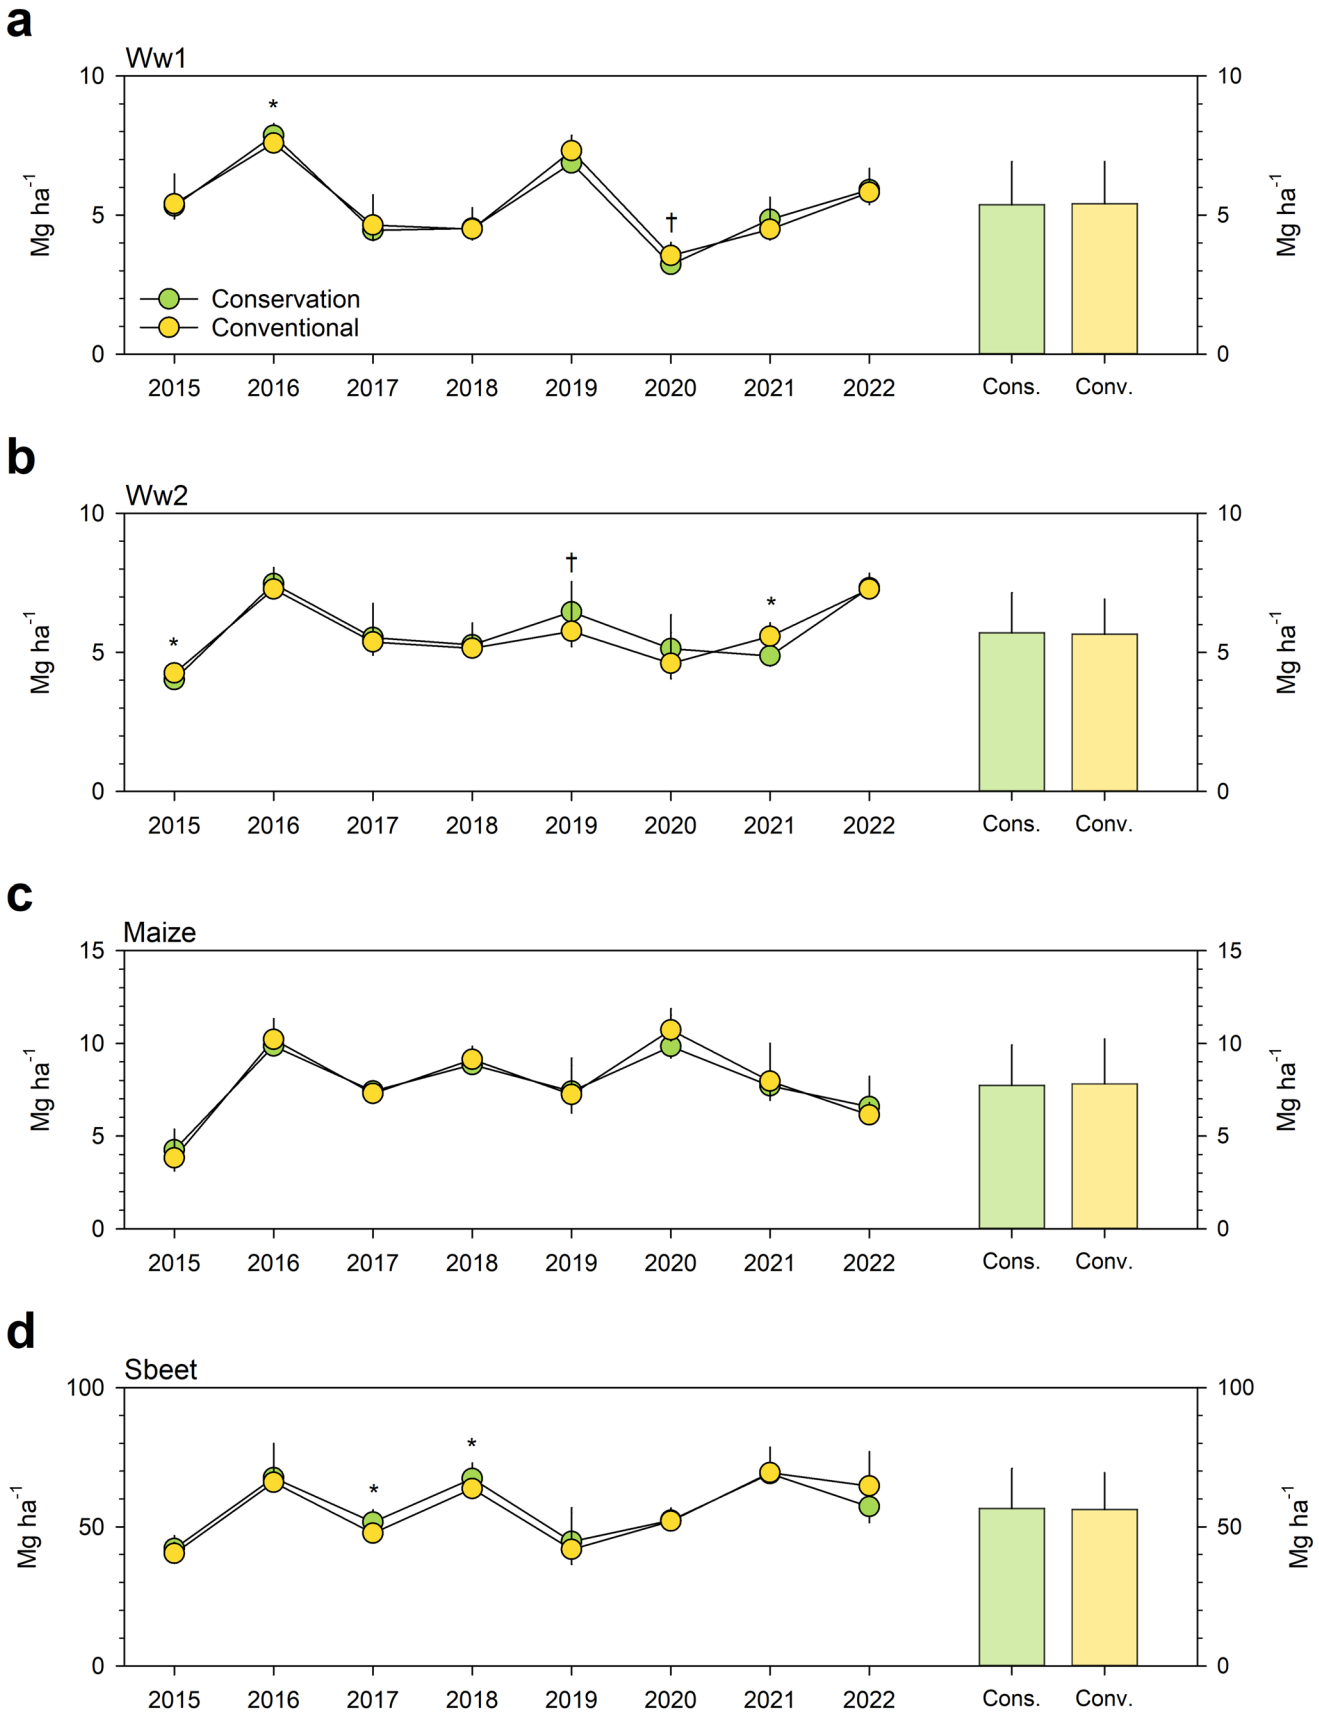 a
Ww1
10 10
*
5 5
†
Mg ha⁻¹ Mg ha⁻¹
Conservation
Conventional
0 0
2015 2016 2017 2018 2019 2020 2021 2022 Cons. Conv.
b
Ww2
10 10
†
*
*
5 5
Mg ha⁻¹ Mg ha⁻¹
0 0
2015 2016 2017 2018 2019 2020 2021 2022 Cons. Conv.
c
Maize
15 15
10 10
Mg ha⁻¹ Mg ha⁻¹
5 5
0 0
2015 2016 2017 2018 2019 2020 2021 2022 Cons. Conv.
d
Sbeet
100 100
*
*
50 50
Mg ha⁻¹ Mg ha⁻¹
0 0
2015 2016 2017 2018 2019 2020 2021 2022 Cons. Conv.